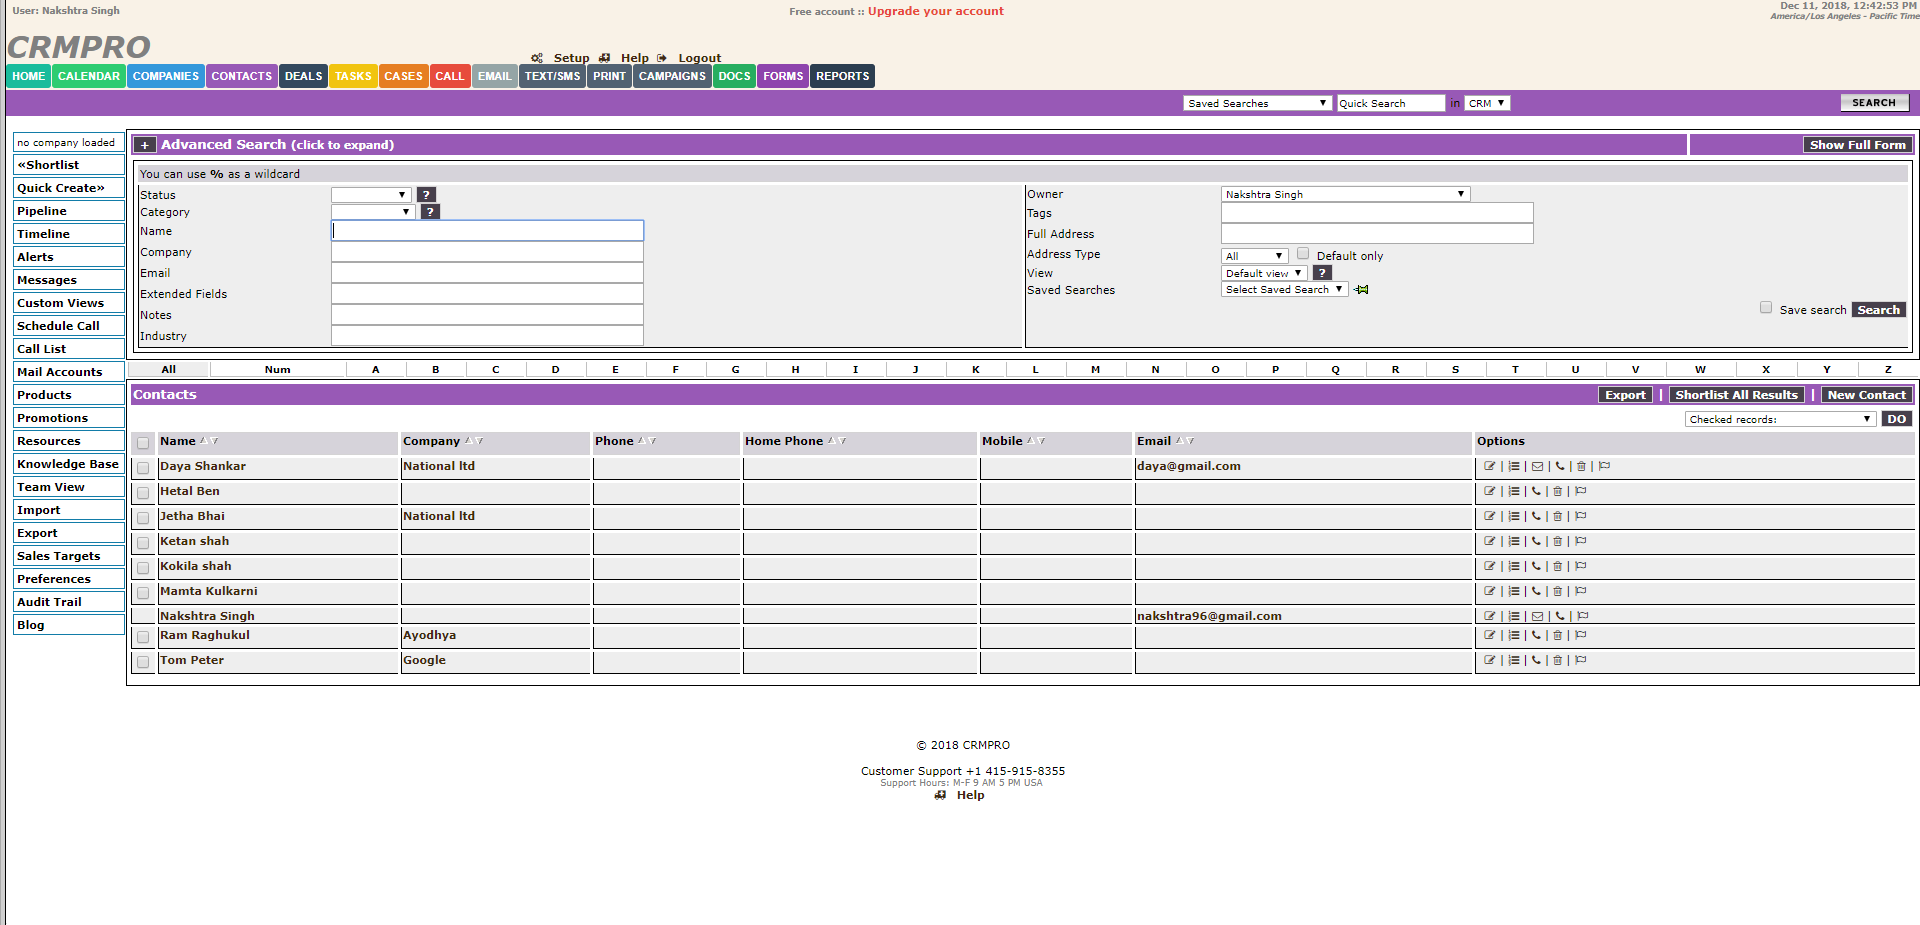 User: Nakshtra Singh
Free account :: Upgrade your account
Dec 11, 2018, 12:42:53 PM
America/Los Angeles - Pacific Time
CRMPRO
Setup Help Logout
HOME CALENDAR COMPANIES CONTACTS DEALS TASKS CASES CALL EMAIL TEXT/SMS PRINT CAMPAIGNS DOCS FORMS REPORTS
Saved Searches Quick Search in CRM SEARCH
no company loaded
«Shortlist
Quick Create»
Pipeline
Timeline
Alerts
Messages
Custom Views
Schedule Call
Call List
Mail Accounts
Products
Promotions
Resources
Knowledge Base
Team View
Import
Export
Sales Targets
Preferences
Audit Trail
Blog
+ Advanced Search (click to expand) Show Full Form
You can use % as a wildcard
Status ?
Category ?
Name
Company
Email
Extended Fields
Notes
Industry
Owner Nakshtra Singh
Tags
Full Address
Address Type All Default only
View Default view ?
Saved Searches Select Saved Search
Save search Search
All Num A B C D E F G H I J K L M N O P Q R S T U V W X Y Z
Contacts Export | Shortlist All Results | New Contact
Checked records: DO
Name Company Phone Home Phone Mobile Email Options
Daya Shankar National ltd daya@gmail.com | | | | |
Hetal Ben | | | |
Jetha Bhai National ltd | | | |
Ketan shah | | | |
Kokila shah | | | |
Mamta Kulkarni | | | |
Nakshtra Singh nakshtra96@gmail.com | | | |
Ram Raghukul Ayodhya | | | |
Tom Peter Google | | | |
© 2018 CRMPRO
Customer Support +1 415-915-8355
Support Hours: M-F 9 AM 5 PM USA
Help